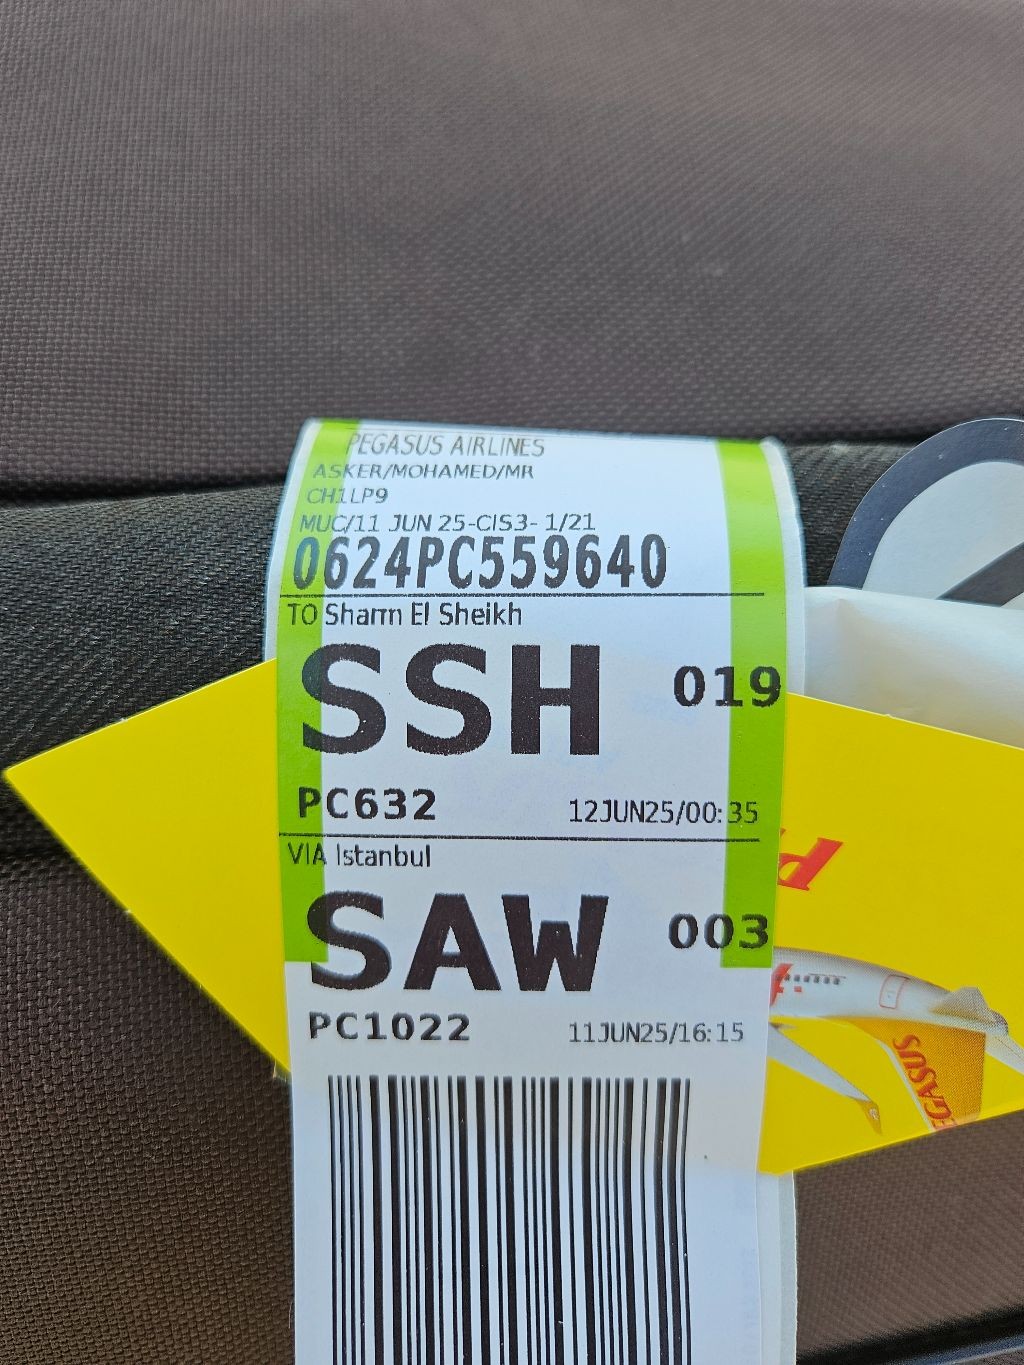 PEGASUS AIRLINES
ASKER/MOHAMED/MR
CH1LP9
MUC/11 JUN 25-CIS3- 1/21
0624PC559640
TO Sharm El Sheikh
SSH 019
PC632 12JUN25/00:35
VIA Istanbul
SAW 003
PC1022 11JUN25/16:15
P
EGASUS